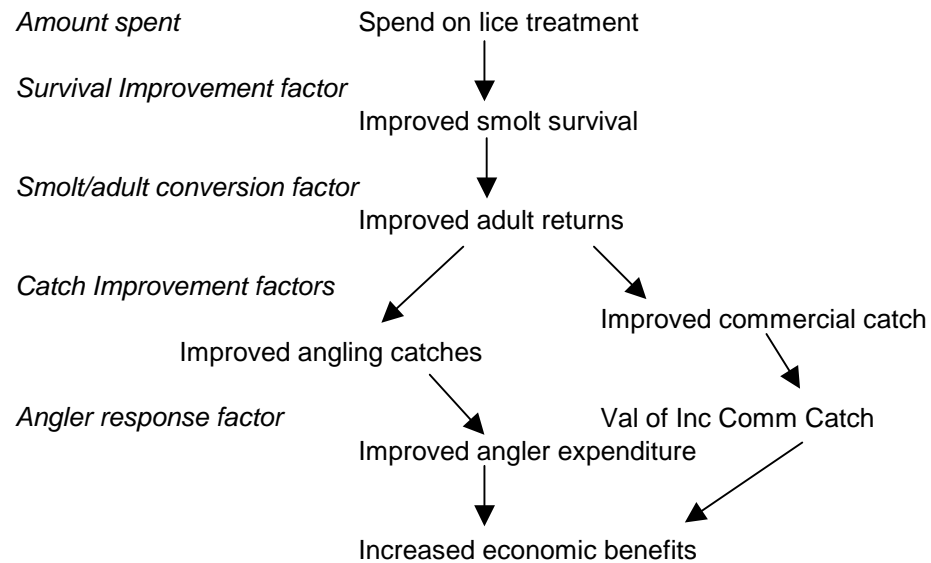 Amount spent
Spend on lice treatment
Survival Improvement factor
Improved smolt survival
Smolt/adult conversion factor
Improved adult returns
Catch Improvement factors
Improved commercial catch
Improved angling catches
Angler response factor
Val of Inc Comm Catch
Improved angler expenditure
Increased economic benefits